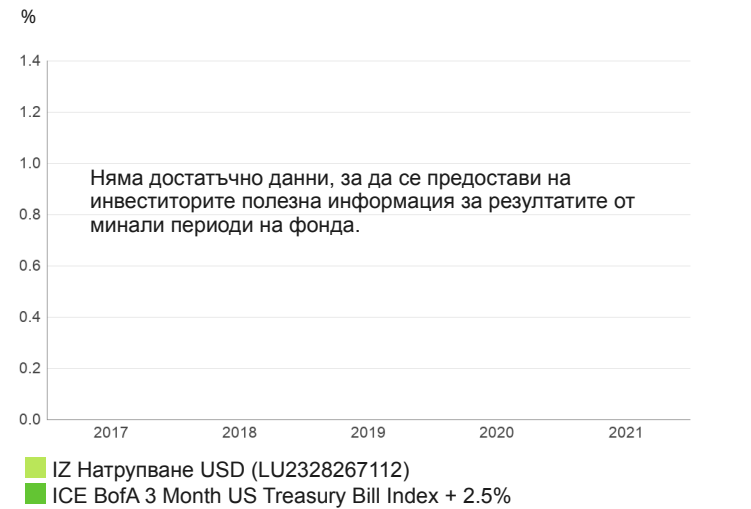 %
1.4
1.2
1.0
Няма достатъчно данни, за да се предостави на
инвеститорите полезна информация за резултатите от
минали периоди на фонда.
0.8
0.6
0.4
0.2
0.0
2017 2018 2019 2020 2021
IZ Натрупване USD (LU2328267112)
ICE BofA 3 Month US Treasury Bill Index + 2.5%